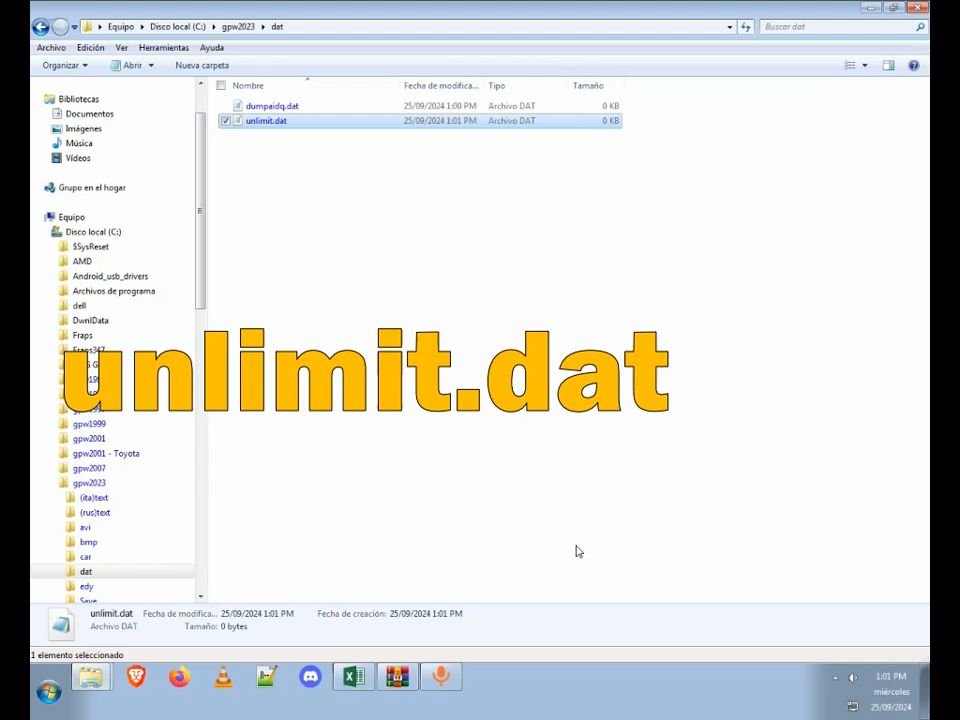 Equipo ▸ Disco local (C:) ▸ gpw2023 ▸ dat
Buscar dat
Archivo Edición Ver Herramientas Ayuda
Organizar Abrir Nueva carpeta
Nombre Fecha de modifica... Tipo Tamaño
dumpaidq.dat 25/09/2024 1:00 PM Archivo DAT 0 KB
unlimit.dat 25/09/2024 1:01 PM Archivo DAT 0 KB
Bibliotecas
Documentos
Imágenes
Música
Vídeos
Grupo en el hogar
Equipo
Disco local (C:)
$SysReset
AMD
Android_usb_drivers
Archivos de programa
dell
DwnlData
Fraps
Fraps347
unlimit.dat
gpw1999
gpw2001
gpw2001 - Toyota
gpw2007
gpw2023
(ita)text
(rus)text
avi
bmp
car
dat
edy
Save
unlimit.dat Fecha de modifica... 25/09/2024 1:01 PM Fecha de creación: 25/09/2024 1:01 PM
Archivo DAT Tamaño: 0 bytes
1 elemento seleccionado
1:01 PM
miércoles
25/09/2024